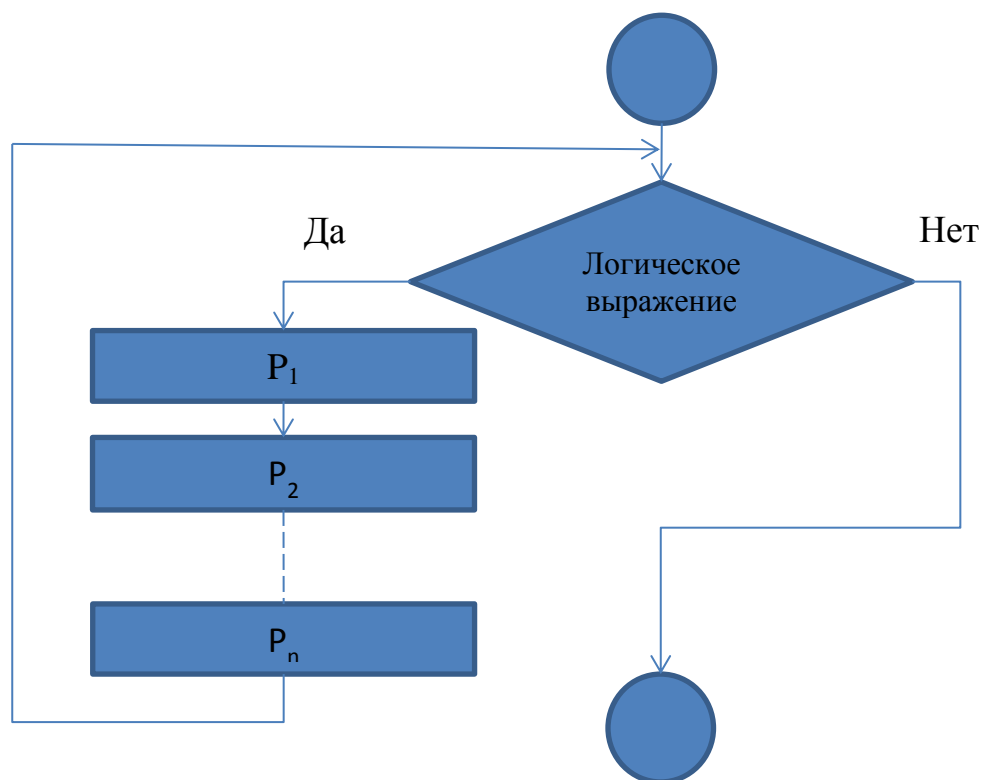 Да
Нет
Логическое
выражение
P₁
P₂
Pₙ